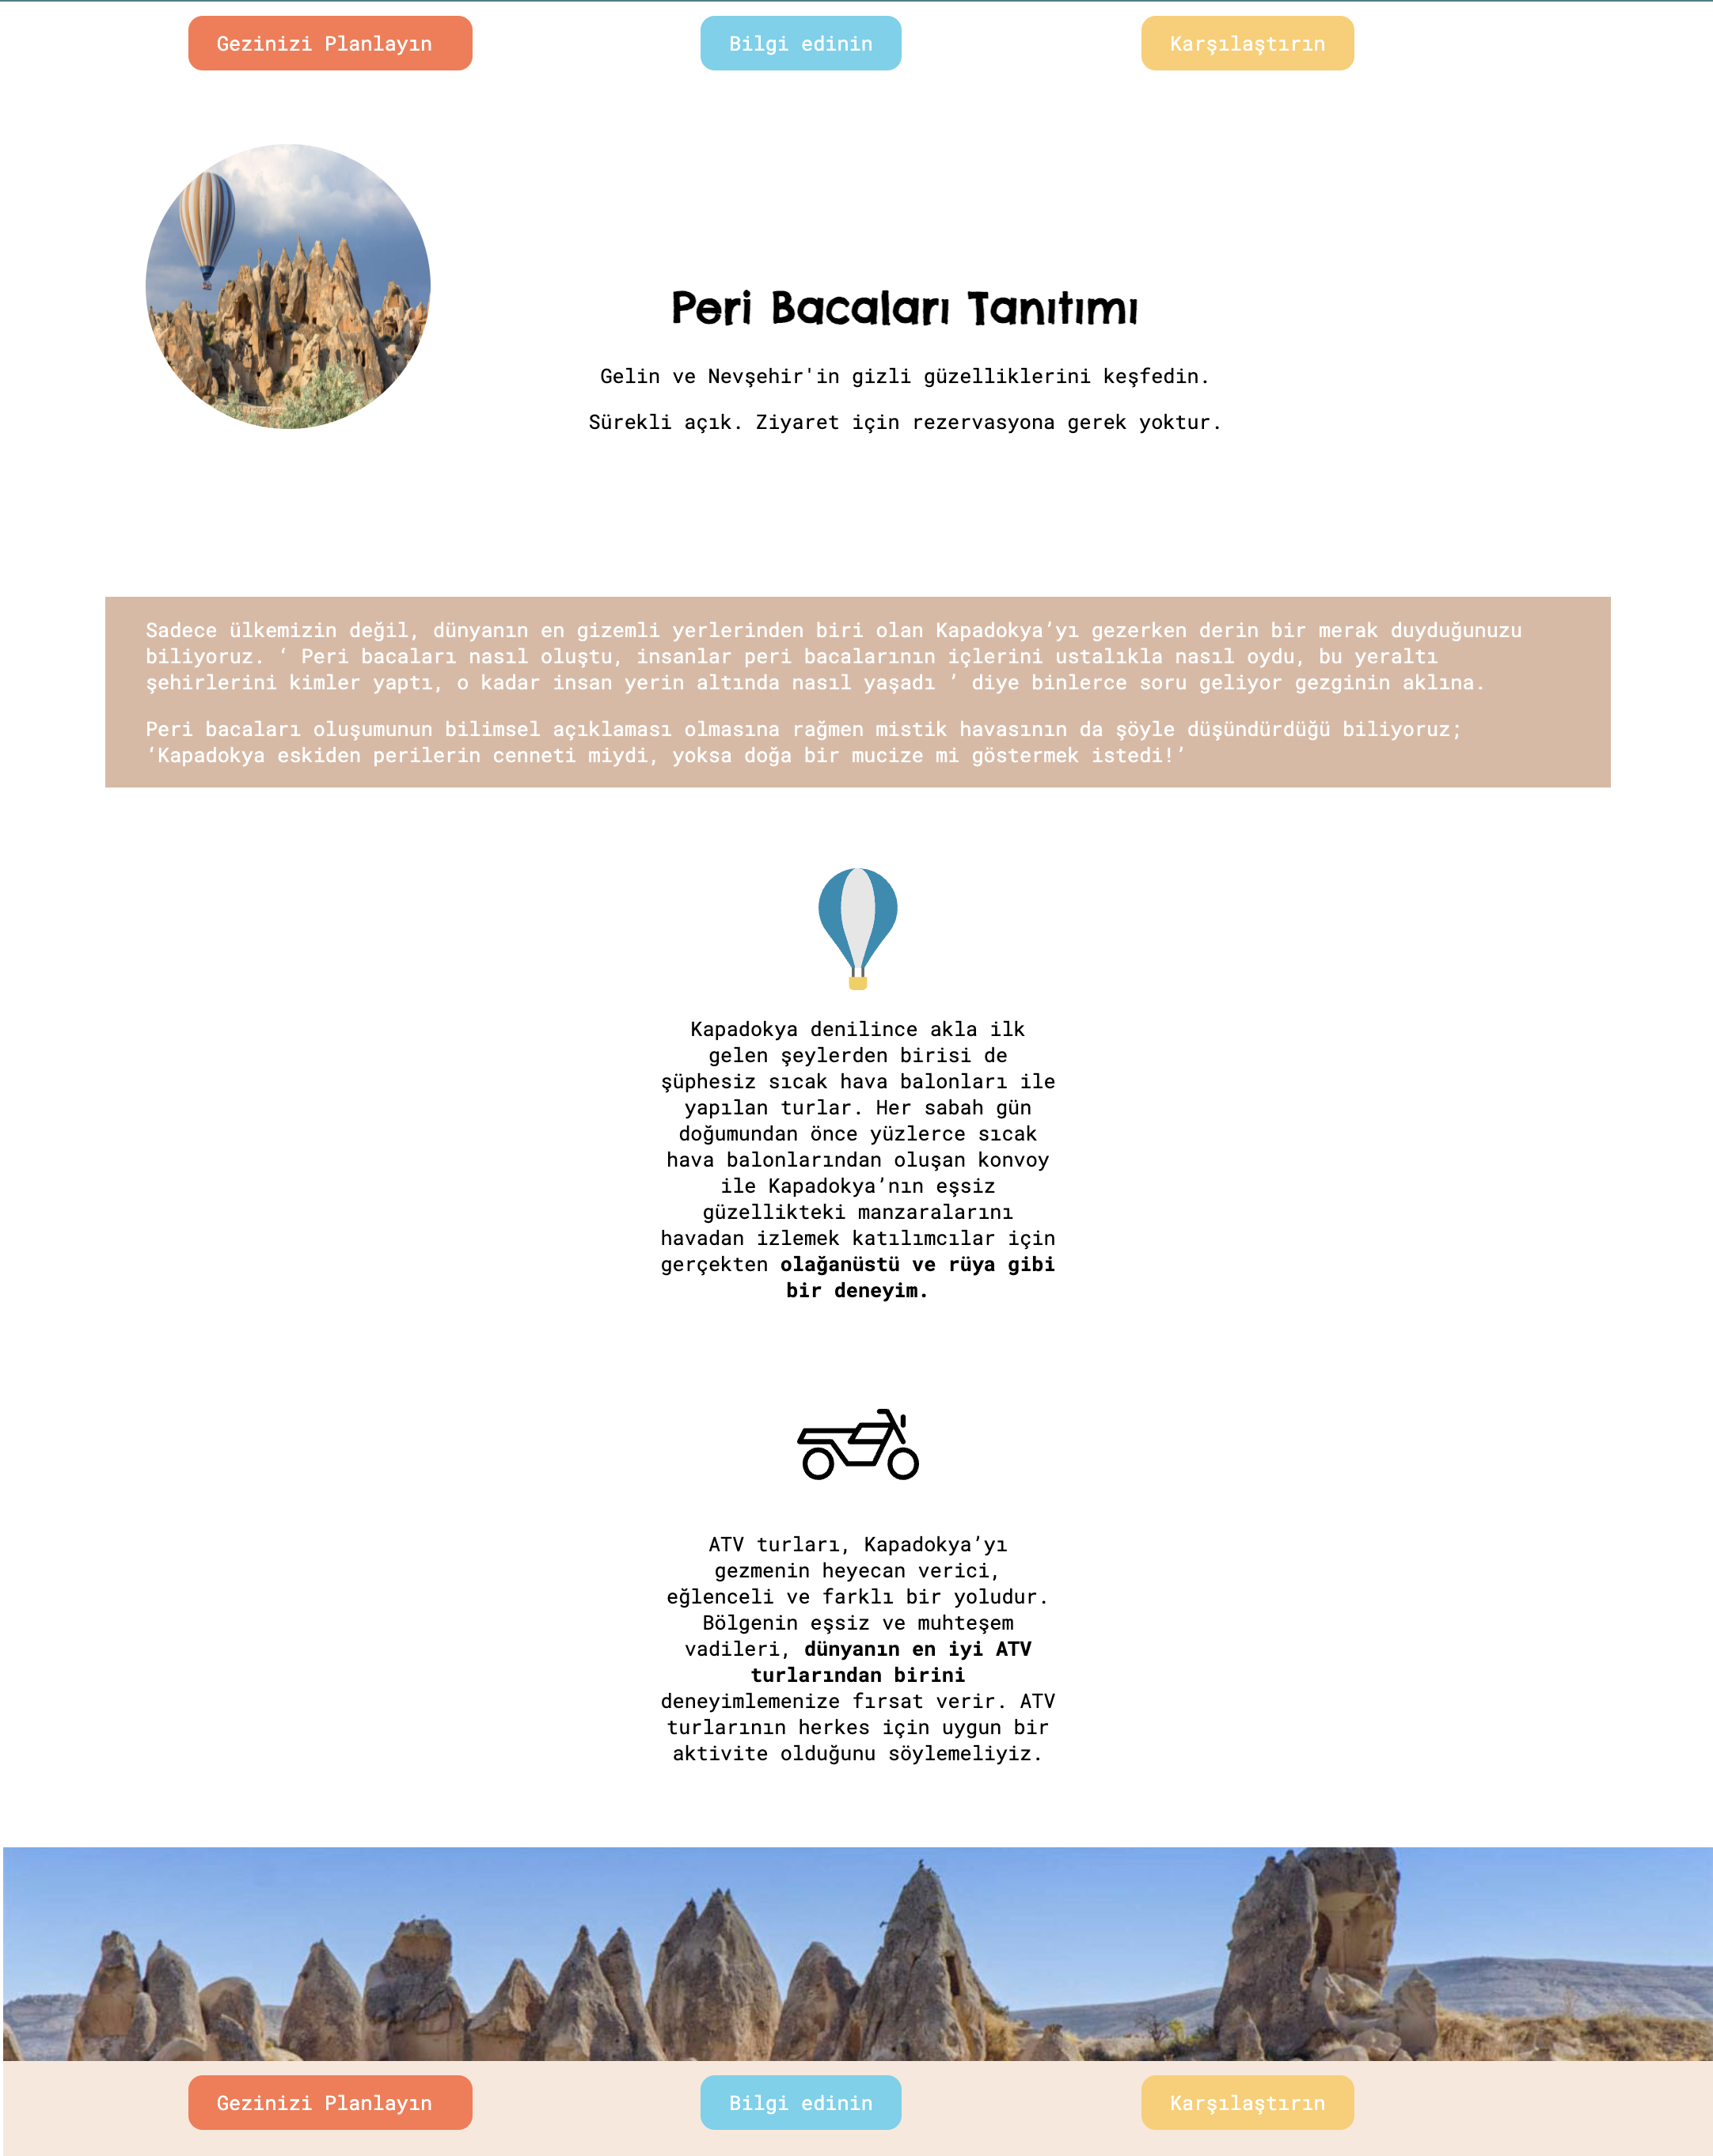 Gezinizi Planlayın
Bilgi edinin
Karşılaştırın
Peri Bacaları Tanıtımı
Gelin ve Nevşehir'in gizli güzelliklerini keşfedin.
Sürekli açık. Ziyaret için rezervasyona gerek yoktur.
Sadece ülkemizin değil, dünyanın en gizemli yerlerinden biri olan Kapadokya’yı gezerken derin bir merak duyduğunuzu
biliyoruz. ‘ Peri bacaları nasıl oluştu, insanlar peri bacalarının içlerini ustalıkla nasıl oydu, bu yeraltı
şehirlerini kimler yaptı, o kadar insan yerin altında nasıl yaşadı ’ diye binlerce soru geliyor gezginin aklına.
Peri bacaları oluşumunun bilimsel açıklaması olmasına rağmen mistik havasının da şöyle düşündürdüğü biliyoruz;
‘Kapadokya eskiden perilerin cenneti miydi, yoksa doğa bir mucize mi göstermek istedi!’
Kapadokya denilince akla ilk
gelen şeylerden birisi de
şüphesiz sıcak hava balonları ile
yapılan turlar. Her sabah gün
doğumundan önce yüzlerce sıcak
hava balonlarından oluşan konvoy
ile Kapadokya’nın eşsiz
güzellikteki manzaralarını
havadan izlemek katılımcılar için
gerçekten olağanüstü ve rüya gibi
bir deneyim.
ATV turları, Kapadokya’yı
gezmenin heyecan verici,
eğlenceli ve farklı bir yoludur.
Bölgenin eşsiz ve muhteşem
vadileri, dünyanın en iyi ATV
turlarından birini
deneyimlemenize fırsat verir. ATV
turlarının herkes için uygun bir
aktivite olduğunu söylemeliyiz.
Gezinizi Planlayın
Bilgi edinin
Karşılaştırın